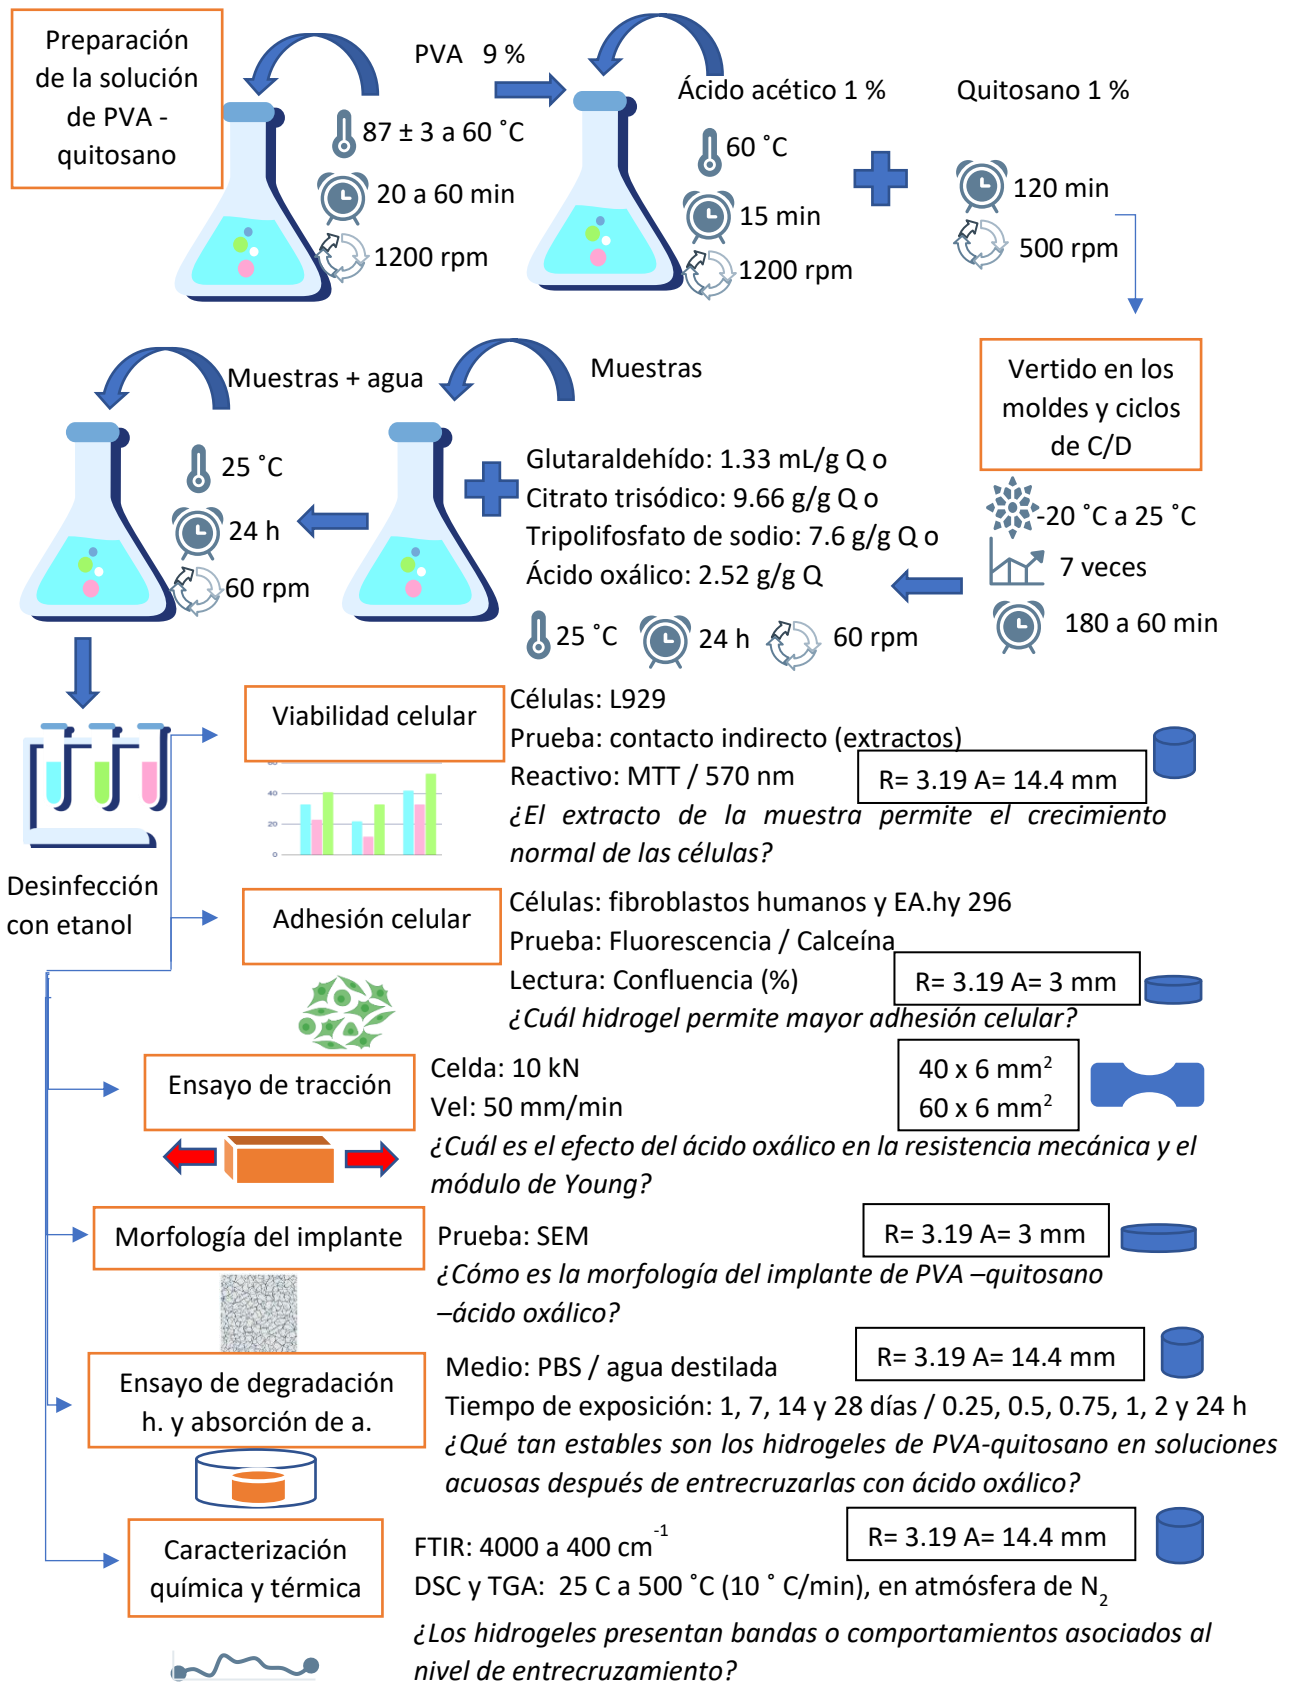 Preparación
de la solución
de PVA -
quitosano
PVA 9 %
87 ± 3 a 60 ˚C
20 a 60 min
1200 rpm
Ácido acético 1 %
60 ˚C
15 min
1200 rpm
Quitosano 1 %
120 min
500 rpm
Vertido en los
moldes y ciclos
de C/D
-20 ˚C a 25 ˚C
7 veces
180 a 60 min
Muestras
Glutaraldehído: 1.33 mL/g Q o
Citrato trisódico: 9.66 g/g Q o
Tripolifosfato de sodio: 7.6 g/g Q o
Ácido oxálico: 2.52 g/g Q
25 ˚C
24 h
60 rpm
Muestras + agua
25 ˚C
24 h
60 rpm
Desinfección
con etanol
Viabilidad celular
60
40
20
0
Células: L929
Prueba: contacto indirecto (extractos)
Reactivo: MTT / 570 nm
R= 3.19 A= 14.4 mm
¿El extracto de la muestra permite el crecimiento
normal de las células?
Adhesión celular
Células: fibroblastos humanos y EA.hy 296
Prueba: Fluorescencia / Calceína
Lectura: Confluencia (%)
R= 3.19 A= 3 mm
¿Cuál hidrogel permite mayor adhesión celular?
Ensayo de tracción
Celda: 10 kN
Vel: 50 mm/min
40 x 6 mm²
60 x 6 mm²
¿Cuál es el efecto del ácido oxálico en la resistencia mecánica y el
módulo de Young?
Morfología del implante
Prueba: SEM
R= 3.19 A= 3 mm
¿Cómo es la morfología del implante de PVA –quitosano
–ácido oxálico?
Ensayo de degradación
h. y absorción de a.
Medio: PBS / agua destilada
R= 3.19 A= 14.4 mm
Tiempo de exposición: 1, 7, 14 y 28 días / 0.25, 0.5, 0.75, 1, 2 y 24 h
¿Qué tan estables son los hidrogeles de PVA-quitosano en soluciones
acuosas después de entrecruzarlas con ácido oxálico?
Caracterización
química y térmica
FTIR: 4000 a 400 cm⁻¹
R= 3.19 A= 14.4 mm
DSC y TGA: 25 C a 500 ˚C (10 ˚ C/min), en atmósfera de N₂
¿Los hidrogeles presentan bandas o comportamientos asociados al
nivel de entrecruzamiento?